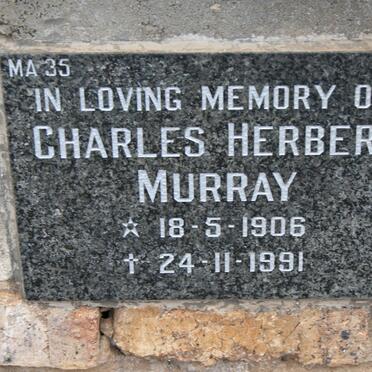 MA 35
IN LOVING MEMORY O
CHARLES HERBER
MURRAY
☆ 18-5-1906
✝ 24-11-1991